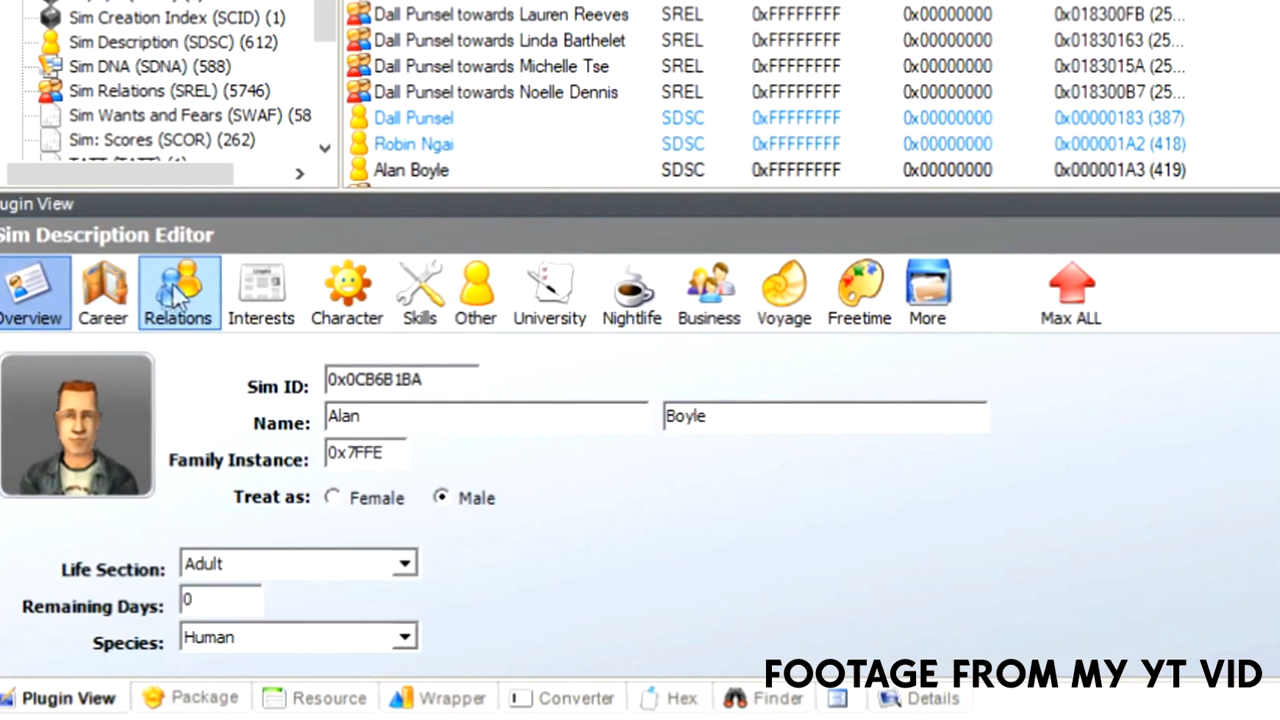 Sim Creation Index (SCID) (1)
Sim Description (SDSC) (612)
Sim DNA (SDNA) (588)
Sim Relations (SREL) (5746)
Sim Wants and Fears (SWAF) (58
Sim: Scores (SCOR) (262)
Dall Punsel towards Lauren Reeves SREL 0xFFFFFFFF 0x00000000 0x018300FB (25...
Dall Punsel towards Linda Barthelet SREL 0xFFFFFFFF 0x00000000 0x01830163 (25...
Dall Punsel towards Michelle Tse SREL 0xFFFFFFFF 0x00000000 0x0183015A (25...
Dall Punsel towards Noelle Dennis SREL 0xFFFFFFFF 0x00000000 0x018300B7 (25...
Dall Punsel SDSC 0xFFFFFFFF 0x00000000 0x00000183 (387)
Robin Ngai SDSC 0xFFFFFFFF 0x00000000 0x000001A2 (418)
Alan Boyle SDSC 0xFFFFFFFF 0x00000000 0x000001A3 (419)
ugin View
Sim Description Editor
Overview Career Relations Interests Character Skills Other University Nightlife Business Voyage Freetime More Max ALL
Sim ID: 0x0CB6B1BA
Name: Alan Boyle
Family Instance: 0x7FFE
Treat as: Female Male
Life Section: Adult
Remaining Days: 0
Species: Human
FOOTAGE FROM MY YT VID
Plugin View Package Resource Wrapper Converter Hex Finder Details